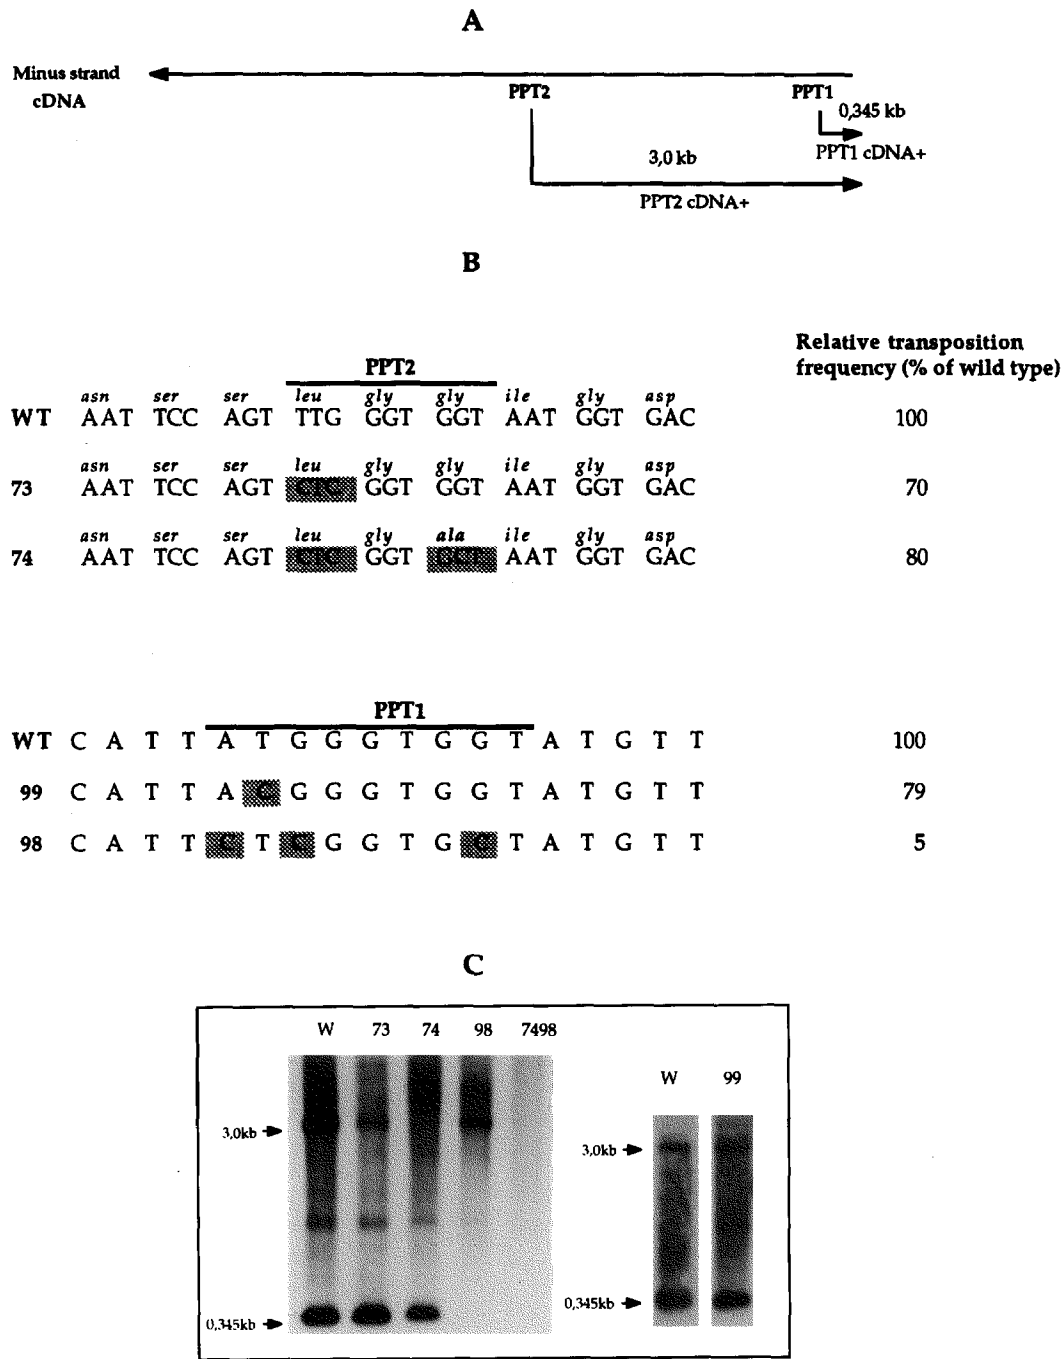 A
Minus strand
cDNA
PPT2
PPT1
0,345 kb
PPT1 cDNA+
3,0 kb
PPT2 cDNA+
B
Relative transposition
frequency (% of wild type)
PPT2
asn ser ser leu gly gly ile gly asp
WT AAT TCC AGT TTG GGT GGT AAT GGT GAC 100
asn ser ser leu gly gly ile gly asp
73 AAT TCC AGT GGT GGT AAT GGT GAC 70
asn ser ser leu gly ala ile gly asp
74 AAT TCC AGT GGT GCT AAT GGT GAC 80
PPT1
WT C A T T A T G G G T G G T A T G T T 100
99 C A T T A C G G G T G G T A T G T T 79
98 C A T T C T C G G T G C T A T G T T 5
C
W 73 74 98 7498
3,0kb
0,345kb
W 99
3,0kb
0,345kb